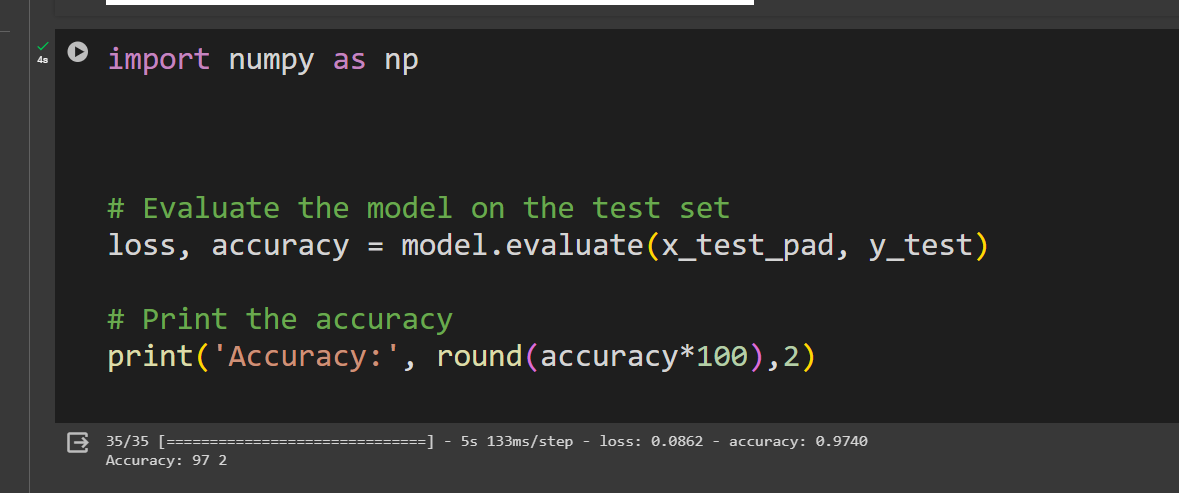 4s
import numpy as np
# Evaluate the model on the test set
loss, accuracy = model.evaluate(x_test_pad, y_test)
# Print the accuracy
print('Accuracy:', round(accuracy*100),2)
35/35 [==============================] - 5s 133ms/step - loss: 0.0862 - accuracy: 0.9740
Accuracy: 97 2